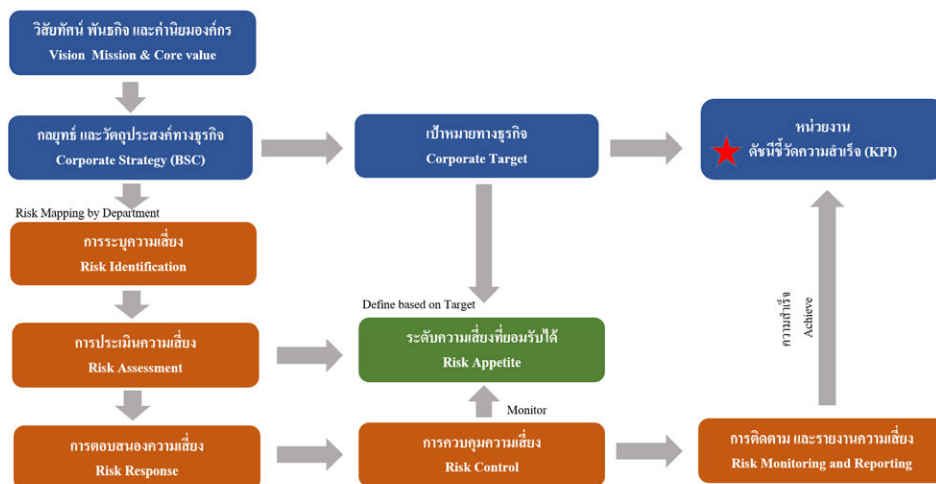 วิสัยทัศน์ พันธกิจ และค่านิยมองค์กร
Vision Mission & Core value
กลยุทธ์ และวัตถุประสงค์ทางธุรกิจ
Corporate Strategy (BSC)
เป้าหมายทางธุรกิจ
Corporate Target
หน่วยงาน
ดัชนีชี้วัดความสำเร็จ (KPI)
Risk Mapping by Department
การระบุความเสี่ยง
Risk Identification
Define based on Target
การประเมินความเสี่ยง
Risk Assessment
ระดับความเสี่ยงที่ยอมรับได้
Risk Appetite
ความสำเร็จ
Achieve
Monitor
การตอบสนองความเสี่ยง
Risk Response
การควบคุมความเสี่ยง
Risk Control
การติดตาม และรายงานความเสี่ยง
Risk Monitoring and Reporting